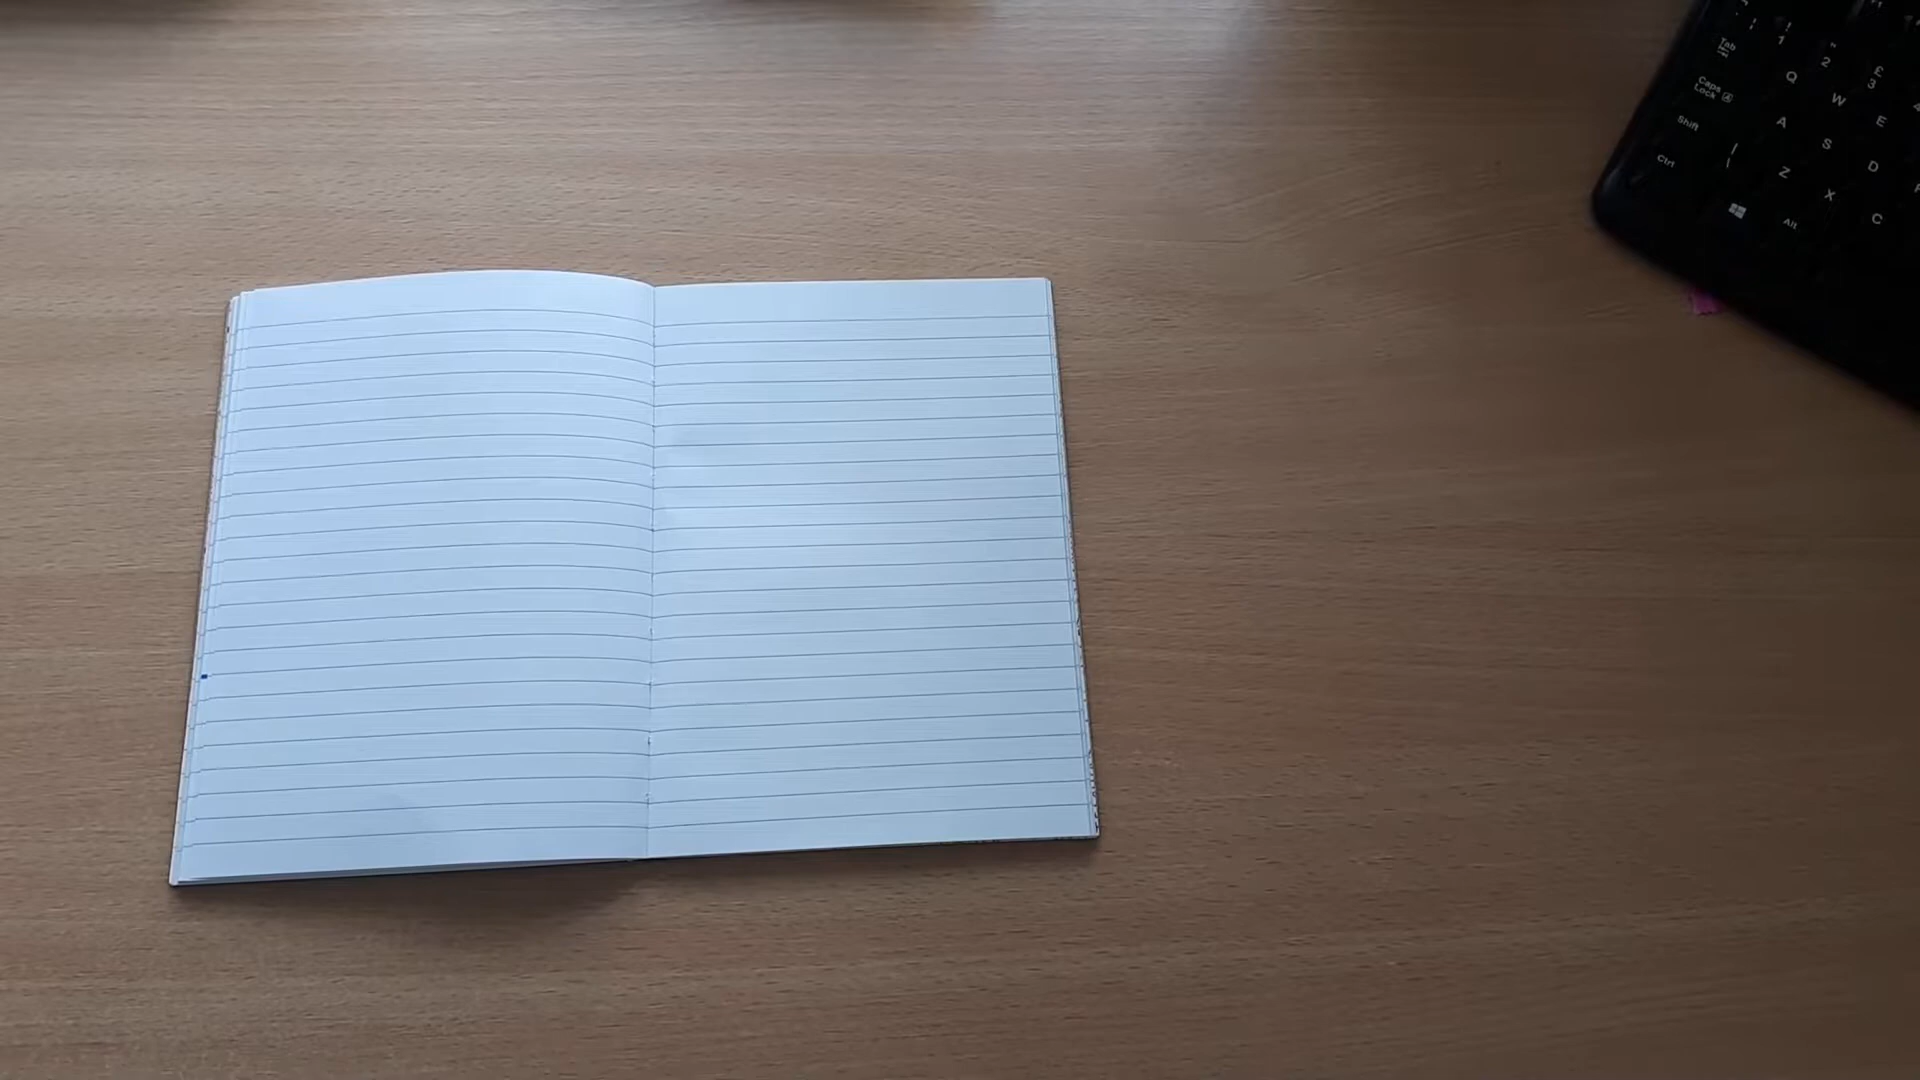 ! 1
" 2
£ 3
Tab
Q W E
Caps Lock A
A S D
Shift
\ Z X C
Ctrl Alt